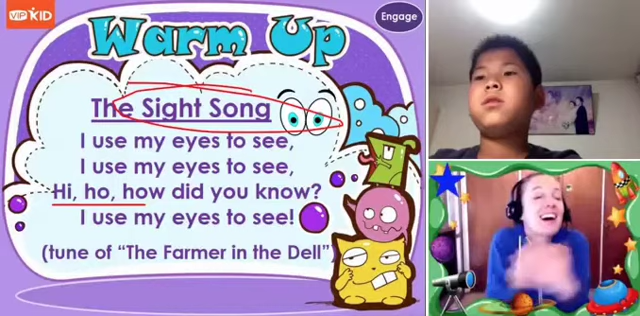 VIPKID
Engage
Warm Up
The Sight Song
I use my eyes to see,
I use my eyes to see,
Hi, ho, how did you know?
I use my eyes to see!
(tune of “The Farmer in the Dell”)